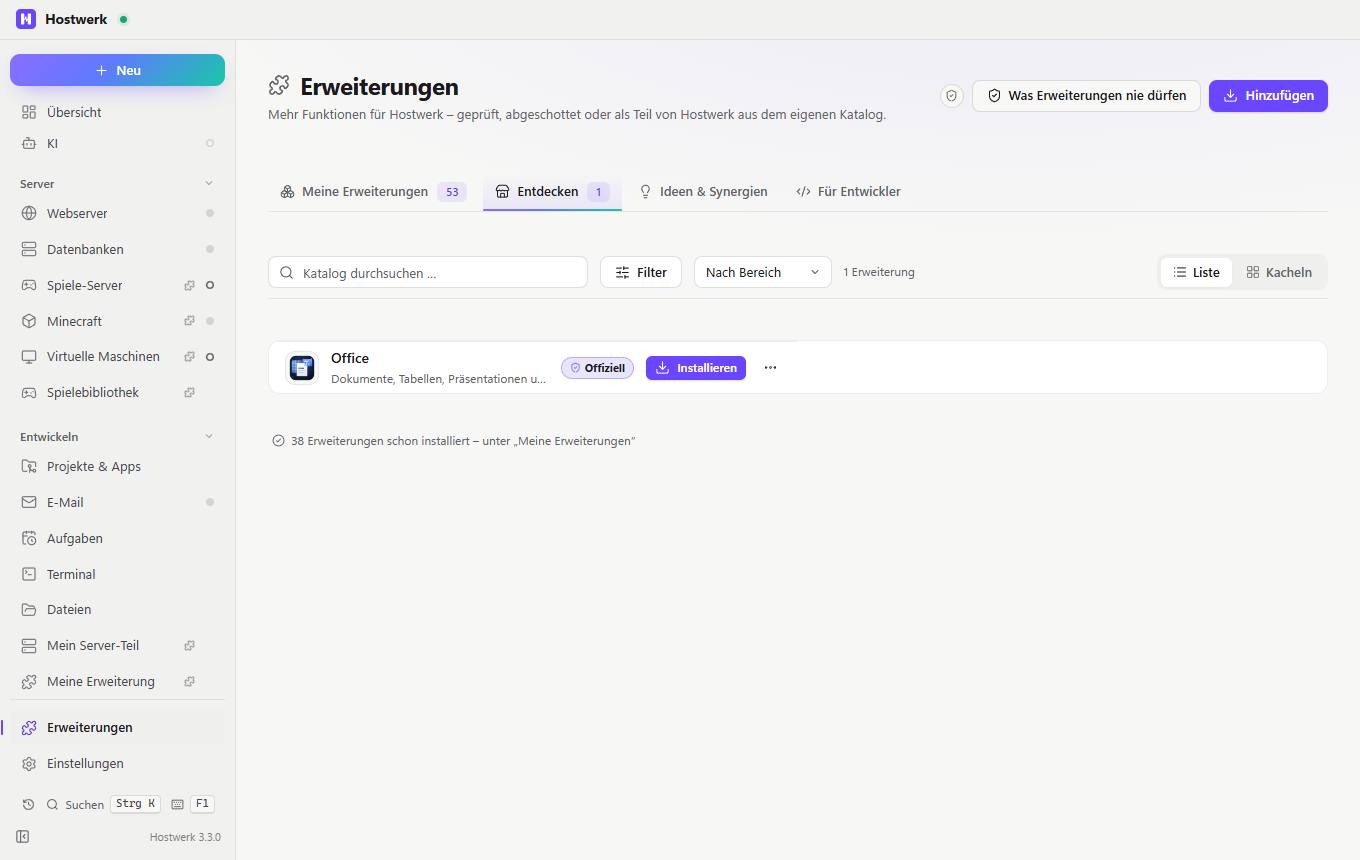 Hostwerk
Neu
Übersicht
KI
Server
Webserver
Datenbanken
Spiele-Server
Minecraft
Virtuelle Maschinen
Spielebibliothek
Entwickeln
Projekte & Apps
E-Mail
Aufgaben
Terminal
Dateien
Mein Server-Teil
Meine Erweiterung
Erweiterungen
Einstellungen
Suchen Strg K F1
Hostwerk 3.3.0
Erweiterungen
Mehr Funktionen für Hostwerk – geprüft, abgeschottet oder als Teil von Hostwerk aus dem eigenen Katalog.
Was Erweiterungen nie dürfen
Hinzufügen
Meine Erweiterungen 53
Entdecken 1
Ideen & Synergien
Für Entwickler
Katalog durchsuchen …
Filter
Nach Bereich
1 Erweiterung
Liste
Kacheln
Office
Dokumente, Tabellen, Präsentationen u…
Offiziell
Installieren
38 Erweiterungen schon installiert – unter „Meine Erweiterungen“